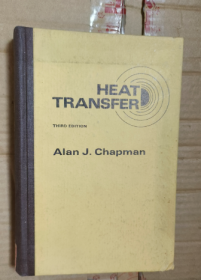 HEAT
TRANSFER
THIRD EDITION
Alan J. Chapman